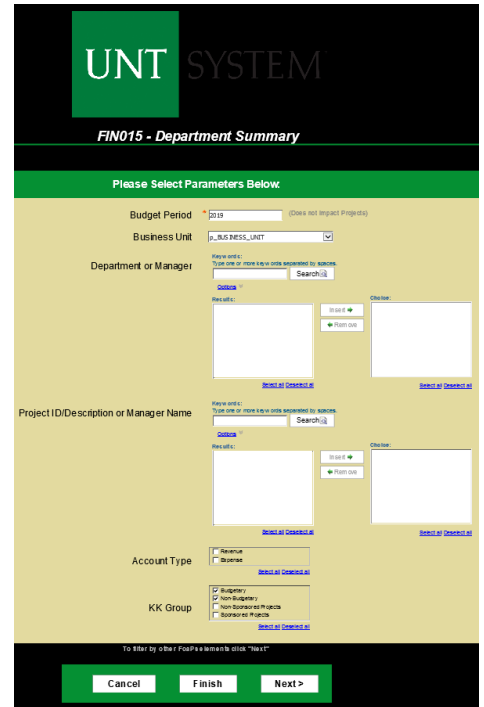 UNT SYSTEM
FIN015 - Department Summary
Please Select Parameters Below:
Budget Period * 2019 (Does not Impact Projects)
Business Unit p_BUSINESS_UNIT
Department or Manager
Keywords:
Type one or more keywords separated by spaces.
Search
Options
Results:
Choice:
Insert
Remove
Select all Deselect all
Select all Deselect all
Project ID/Description or Manager Name
Keywords:
Type one or more keywords separated by spaces.
Search
Options
Results:
Choice:
Insert
Remove
Select all Deselect all
Select all Deselect all
Account Type
Revenue
Expense
Select all Deselect all
KK Group
Budgetary
Non-Budgetary
Non-Sponsored Projects
Sponsored Projects
Select all Deselect all
To filter by other FoaPs elements click "Next"
Cancel Finish Next >